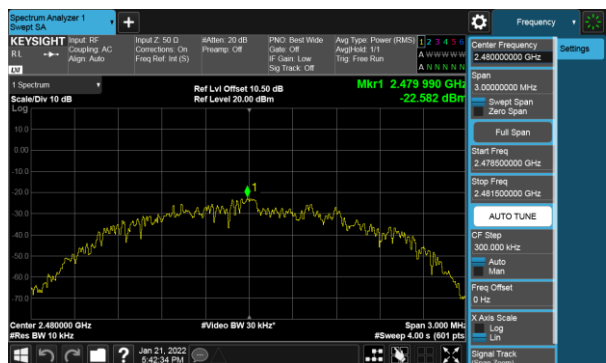 Spectrum Analyzer 1
Swept SA
Frequency
KEYSIGHT
Input: RF
Coupling: AC
Align: Auto
Input Z: 50 Ω
Corrections: On
Freq Ref: Int (S)
#Atten: 20 dB
Preamp: Off
PNO: Best Wide
Gate: Off
IF Gain: Low
Sig Track: Off
Avg Type: Power (RMS)
Avg|Hold: 1/1
Trig: Free Run
1 2 3 4 5 6
A W W W W W
A N N N N N
RL
LXI
1 Spectrum
Scale/Div 10 dB
Log
Ref Lvl Offset 10.50 dB
Ref Level 20.00 dBm
Mkr1 2.479 990 GHz
-22.582 dBm
1
10.0
0.00
-10.0
-20.0
-30.0
-40.0
-50.0
-60.0
-70.0
Center 2.480000 GHz
#Res BW 10 kHz
#Video BW 30 kHz*
Span 3.000 MHz
#Sweep 4.00 s (601 pts)
Jan 21, 2022
5:42:34 PM
Center Frequency
2.480000000 GHz
Settings
Span
3.00000000 MHz
Swept Span
Zero Span
Full Span
Start Freq
2.478500000 GHz
Stop Freq
2.481500000 GHz
AUTO TUNE
CF Step
300.000 kHz
Auto
Man
Freq Offset
0 Hz
X Axis Scale
Log
Lin
Signal Track
(Span Zoom)